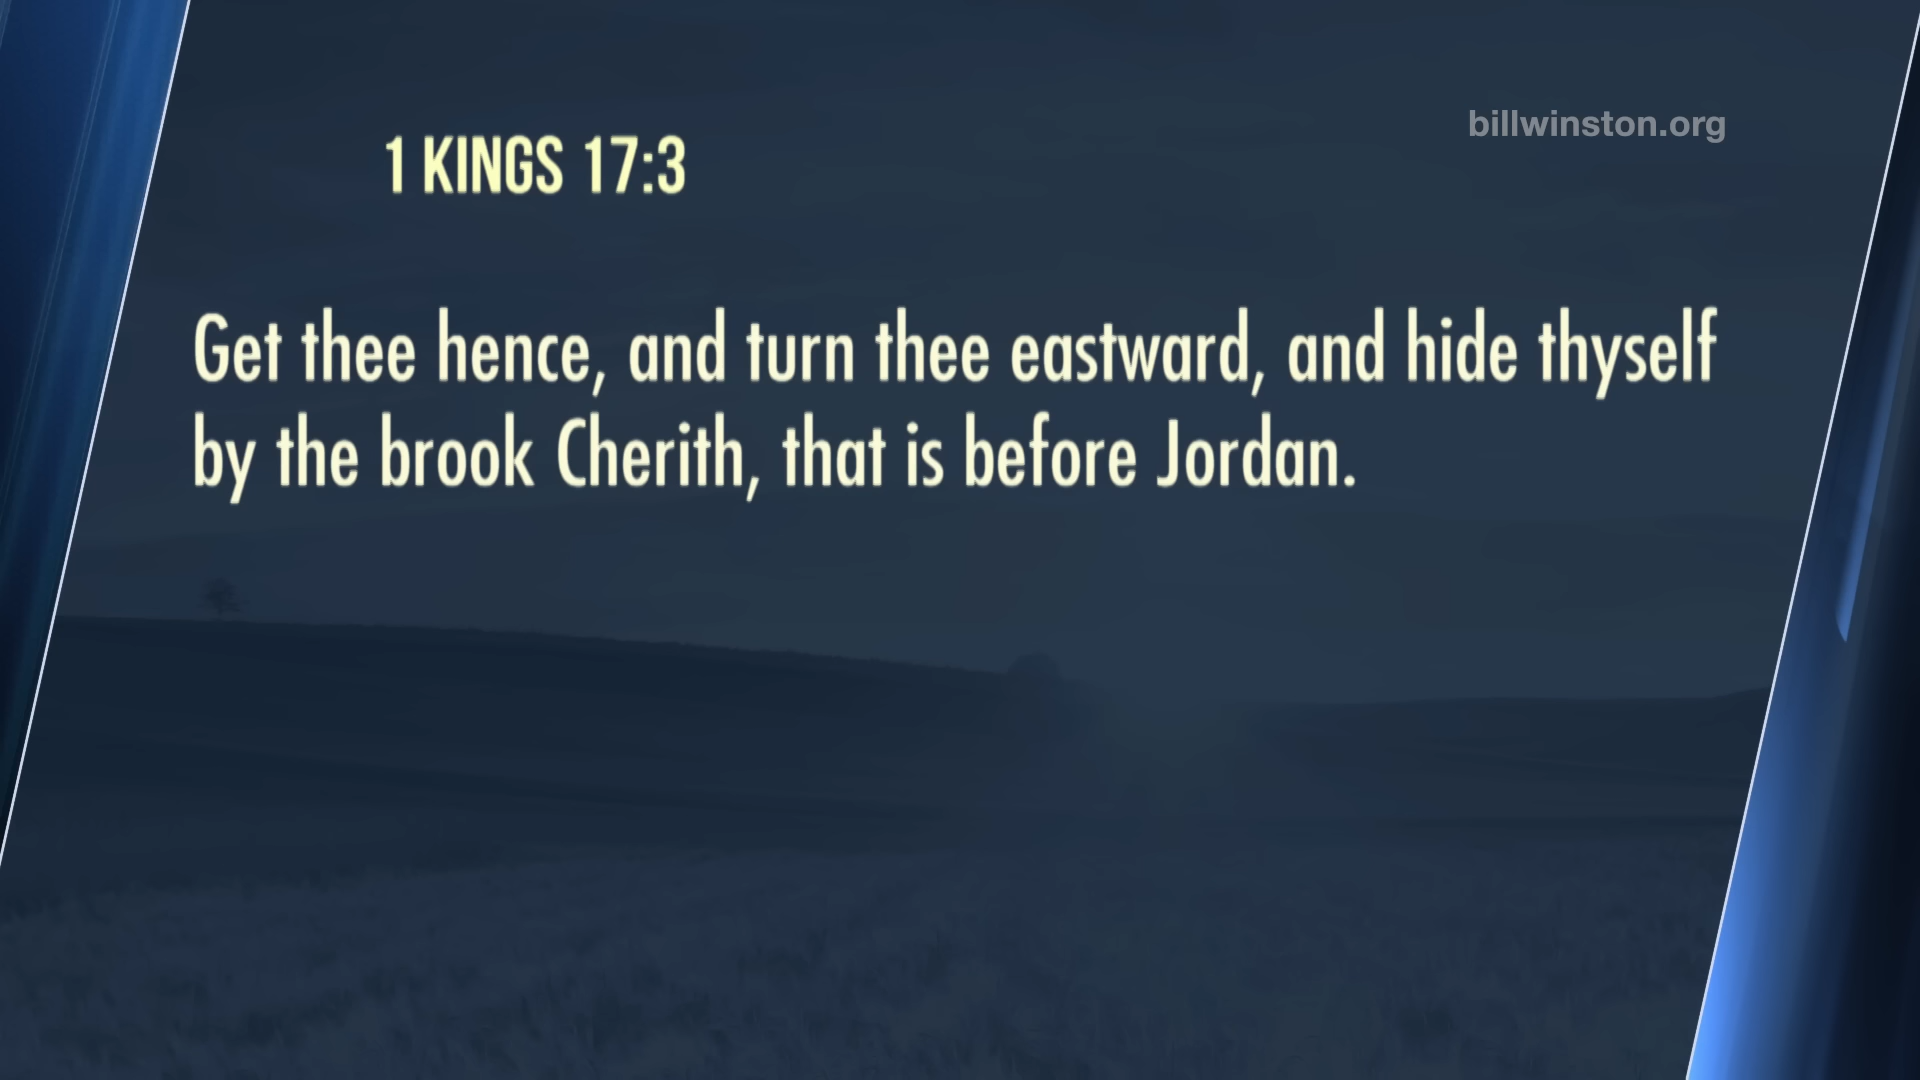 billwinston.org
1 KINGS 17:3
Get thee hence, and turn thee eastward, and hide thyself
by the brook Cherith, that is before Jordan.